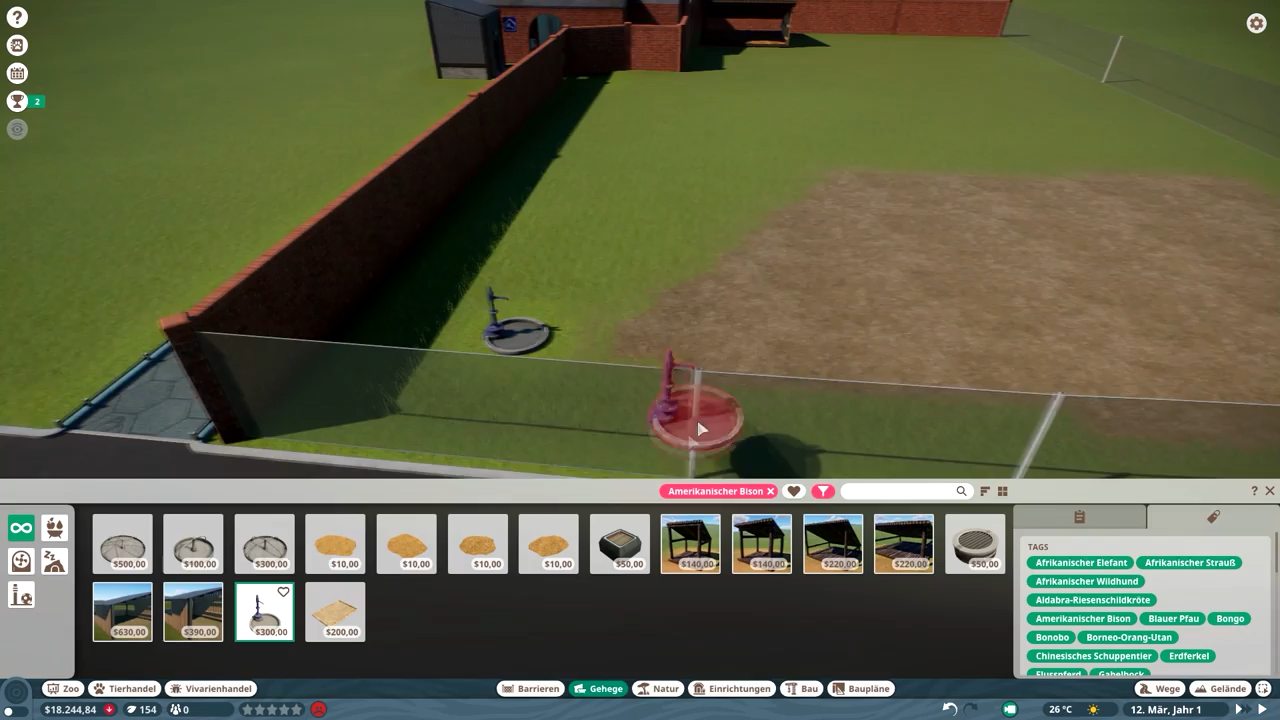 ?
2
Amerikanischer Bison ×
? ×
$500,00 $100,00 $300,00 $10,00 $10,00 $10,00 $10,00 $50,00 $140,00 $140,00 $220,00 $220,00 $50,00
$630,00 $390,00 $300,00 $200,00
TAGS
Afrikanischer Elefant Afrikanischer Strauß
Afrikanischer Wildhund
Aldabra-Riesenschildkröte
Amerikanischer Bison Blauer Pfau Bongo
Bonobo Borneo-Orang-Utan
Chinesisches Schuppentier Erdferkel
Flusspferd Gabelbock
Zoo Tierhandel Vivarienhandel Barrieren Gehege Natur Einrichtungen Bau Baupläne Wege Gelände
$18.244,84 154 0 26 °C 12. Mär, Jahr 1